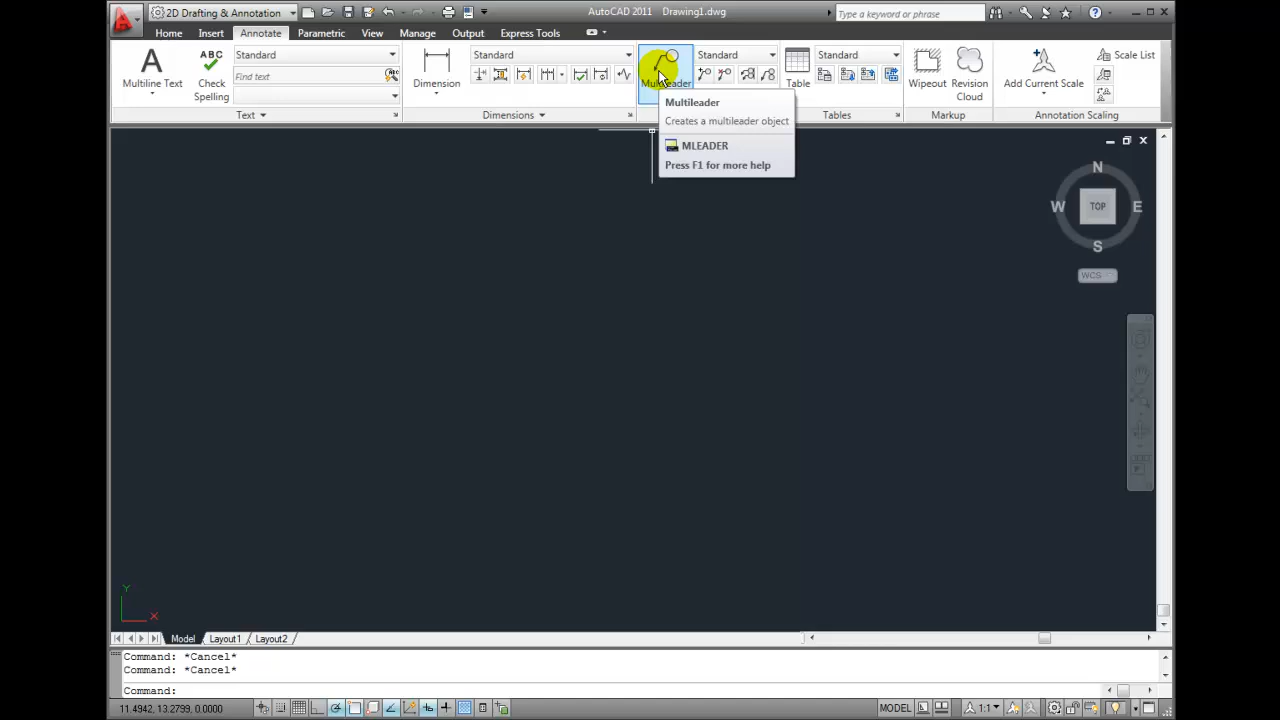 2D Drafting & Annotation
AutoCAD 2011 Drawing1.dwg
Type a keyword or phrase
Home Insert Annotate Parametric View Manage Output Express Tools
Multiline Text
ABC
Check Spelling
Standard
Find text
Text
Dimension
Standard
Dimensions
Multileader
Standard
Table
Standard
Tables
Wipeout
Revision Cloud
Markup
Add Current Scale
Scale List
Annotation Scaling
Multileader
Creates a multileader object
MLEADER
Press F1 for more help
N
W TOP E
S
WCS
Y
X
Model Layout1 Layout2
Command: *Cancel*
Command: *Cancel*
Command:
11.4942, 13.2799, 0.0000
MODEL
1:1